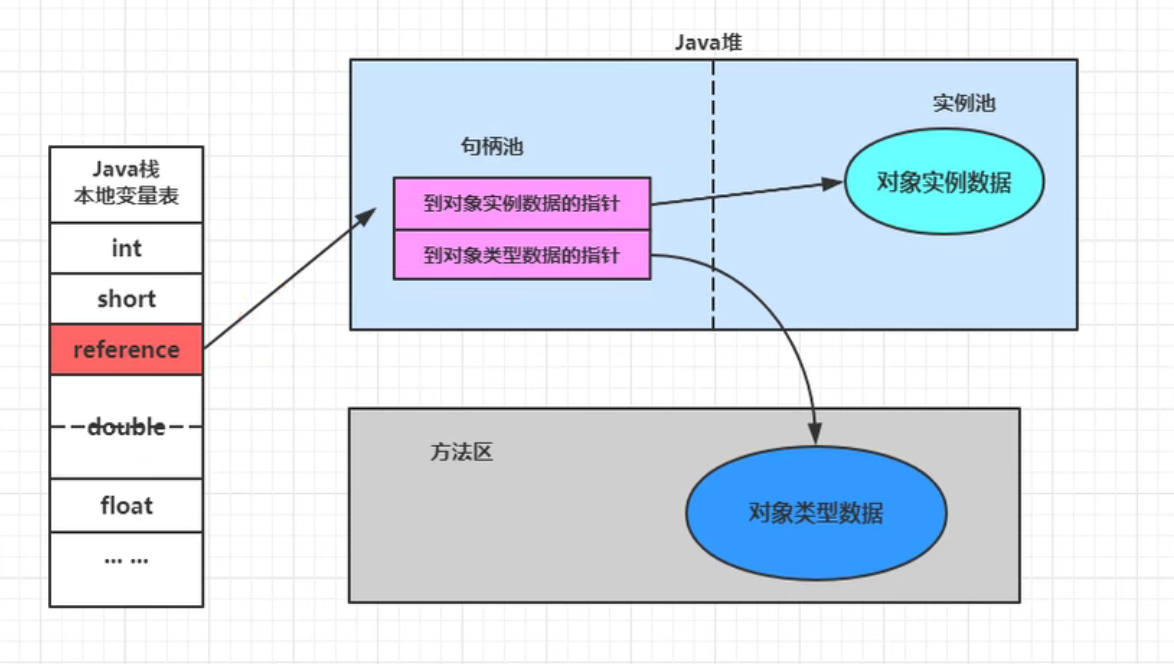 Java堆
实例池
句柄池
对象实例数据
到对象实例数据的指针
到对象类型数据的指针
Java栈
本地变量表
int
short
reference
double
float
... ...
方法区
对象类型数据